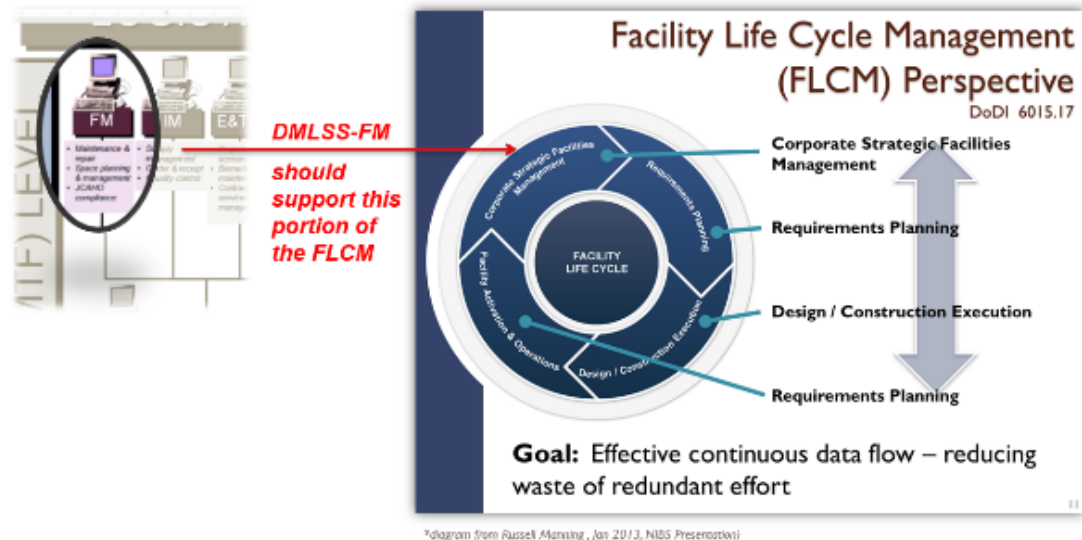 FM
IM
E&T
Maintenance &
repair
Space planning
& management
JCAHO
compliance
(MTF) LEVEL
DMLSS-FM
should
support this
portion
of the FLCM
Facility Life Cycle Management
(FLCM) Perspective
DoDI 6015.17
Corporate Strategic Facilities
Management
Requirements Planning
Design / Construction Execution
Facility Activation & Operations
FACILITY
LIFE CYCLE
Corporate Strategic Facilities
Management
Requirements Planning
Design / Construction Execution
Requirements Planning
Goal: Effective continuous data flow – reducing
waste of redundant effort
*diagram from Russell Manning, Jan 2013, NIBS Presentation)